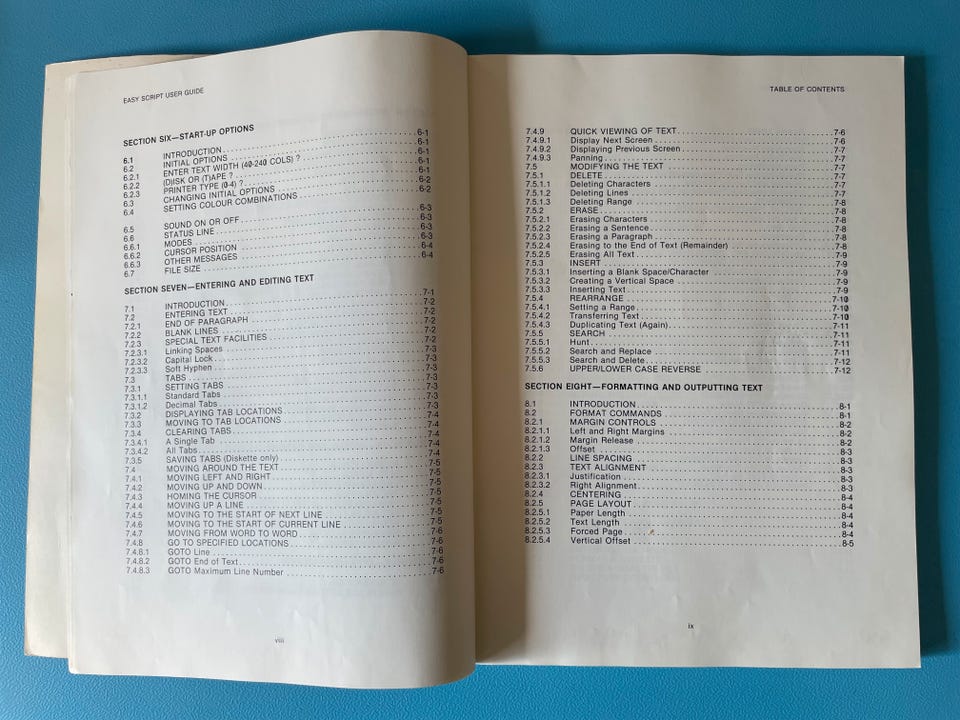 EASY SCRIPT USER GUIDE
SECTION SIX—START-UP OPTIONS
6.1 INTRODUCTION 6-1
6.2 INITIAL OPTIONS 6-1
6.2.1 ENTER TEXT WIDTH (40-240 COLS) ? 6-1
6.2.2 (D)ISK OR (T)APE ? 6-1
6.2.3 PRINTER TYPE (0-4) ? 6-1
6.3 CHANGING INITIAL OPTIONS 6-2
6.4 SETTING COLOUR COMBINATIONS 6-2
6.5 SOUND ON OR OFF 6-3
6.6 STATUS LINE 6-3
6.6.1 MODES 6-3
6.6.2 CURSOR POSITION 6-3
6.6.3 OTHER MESSAGES 6-4
6.7 FILE SIZE 6-4
SECTION SEVEN—ENTERING AND EDITING TEXT
7.1 INTRODUCTION 7-1
7.2 ENTERING TEXT 7-2
7.2.1 END OF PARAGRAPH 7-2
7.2.2 BLANK LINES 7-2
7.2.3 SPECIAL TEXT FACILITIES 7-2
7.2.3.1 Linking Spaces 7-2
7.2.3.2 Capital Lock 7-3
7.2.3.3 Soft Hyphen 7-3
7.3 TABS 7-3
7.3.1 SETTING TABS 7-3
7.3.1.1 Standard Tabs 7-3
7.3.1.2 Decimal Tabs 7-3
7.3.2 DISPLAYING TAB LOCATIONS 7-3
7.3.3 MOVING TO TAB LOCATIONS 7-4
7.3.4 CLEARING TABS 7-4
7.3.4.1 A Single Tab 7-4
7.3.4.2 All Tabs 7-4
7.3.5 SAVING TABS (Diskette only) 7-4
7.4 MOVING AROUND THE TEXT 7-5
7.4.1 MOVING LEFT AND RIGHT 7-5
7.4.2 MOVING UP AND DOWN 7-5
7.4.3 HOMING THE CURSOR 7-5
7.4.4 MOVING UP A LINE 7-5
7.4.5 MOVING TO THE START OF NEXT LINE 7-5
7.4.6 MOVING TO THE START OF CURRENT LINE 7-5
7.4.7 MOVING FROM WORD TO WORD 7-6
7.4.8 GO TO SPECIFIED LOCATIONS 7-6
7.4.8.1 GOTO Line 7-6
7.4.8.2 GOTO End of Text 7-6
7.4.8.3 GOTO Maximum Line Number 7-6
viii
TABLE OF CONTENTS
7.4.9 QUICK VIEWING OF TEXT 7-6
7.4.9.1 Display Next Screen 7-6
7.4.9.2 Displaying Previous Screen 7-7
7.4.9.3 Panning 7-7
7.5 MODIFYING THE TEXT 7-7
7.5.1 DELETE 7-7
7.5.1.1 Deleting Characters 7-7
7.5.1.2 Deleting Lines 7-7
7.5.1.3 Deleting Range 7-8
7.5.2 ERASE 7-8
7.5.2.1 Erasing Characters 7-8
7.5.2.2 Erasing a Sentence 7-8
7.5.2.3 Erasing a Paragraph 7-8
7.5.2.4 Erasing to the End of Text (Remainder) 7-8
7.5.2.5 Erasing All Text 7-9
7.5.3 INSERT 7-9
7.5.3.1 Inserting a Blank Space/Character 7-9
7.5.3.2 Creating a Vertical Space 7-9
7.5.3.3 Inserting Text 7-9
7.5.4 REARRANGE 7-10
7.5.4.1 Setting a Range 7-10
7.5.4.2 Transferring Text 7-10
7.5.4.3 Duplicating Text (Again) 7-11
7.5.5 SEARCH 7-11
7.5.5.1 Hunt 7-11
7.5.5.2 Search and Replace 7-11
7.5.5.3 Search and Delete 7-12
7.5.6 UPPER/LOWER CASE REVERSE 7-12
SECTION EIGHT—FORMATTING AND OUTPUTTING TEXT
8.1 INTRODUCTION 8-1
8.2 FORMAT COMMANDS 8-1
8.2.1 MARGIN CONTROLS 8-2
8.2.1.1 Left and Right Margins 8-2
8.2.1.2 Margin Release 8-2
8.2.1.3 Offset 8-3
8.2.2 LINE SPACING 8-3
8.2.3 TEXT ALIGNMENT 8-3
8.2.3.1 Justification 8-3
8.2.3.2 Right Alignment 8-3
8.2.4 CENTERING 8-4
8.2.5 PAGE LAYOUT 8-4
8.2.5.1 Paper Length 8-4
8.2.5.2 Text Length 8-4
8.2.5.3 Forced Page 8-4
8.2.5.4 Vertical Offset 8-5
ix